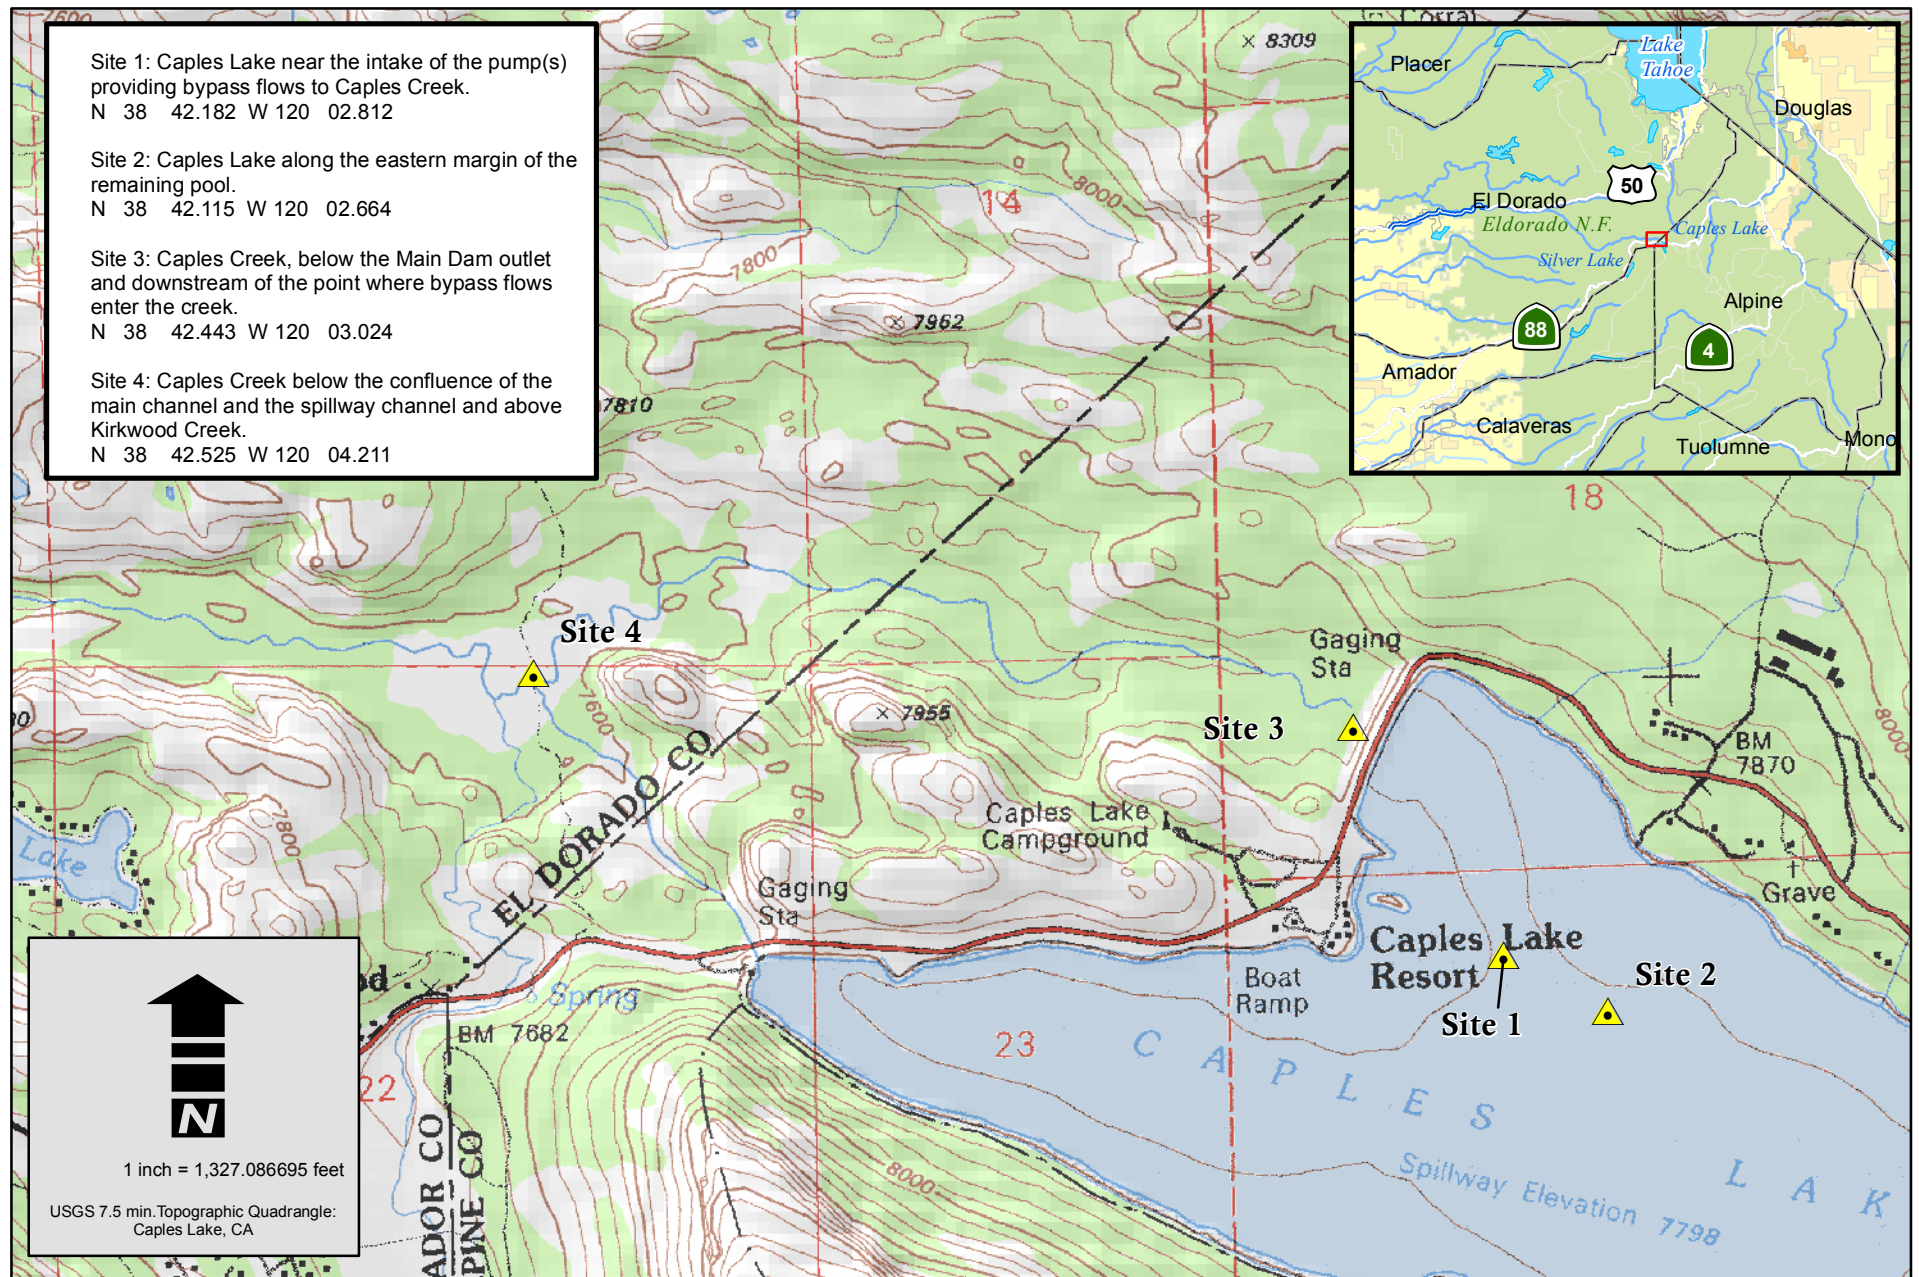 Site 1: Caples Lake near the intake of the pump(s)
providing bypass flows to Caples Creek.
N 38 42.182 W 120 02.812
Site 2: Caples Lake along the eastern margin of the
remaining pool.
N 38 42.115 W 120 02.664
Site 3: Caples Creek, below the Main Dam outlet
and downstream of the point where bypass flows
enter the creek.
N 38 42.443 W 120 03.024
Site 4: Caples Creek below the confluence of the
main channel and the spillway channel and above
Kirkwood Creek.
N 38 42.525 W 120 04.211
7600
8309
Corral
14
8000
7800
7962
7810
Lake
Tahoe
Placer
Douglas
50
El Dorado
Eldorado N.F.
Caples Lake
Silver Lake
Alpine
88
4
Amador
Calaveras
Tuolumne
Mono
18
Site 4
Gaging
Sta
7600
Site 3
7955
8000
BM
7870
EL DORADO CO
Caples Lake
Campground
7800
Lake
Gaging
Sta
Grave
Caples Lake
Resort
Site 2
Boat
Ramp
Site 1
Spring
BM 7682
23
22
CAPLES
LAK
8000
Spillway Elevation 7798
ADOR CO
PINE CO
N
1 inch = 1,327.086695 feet
USGS 7.5 min.Topographic Quadrangle:
Caples Lake, CA